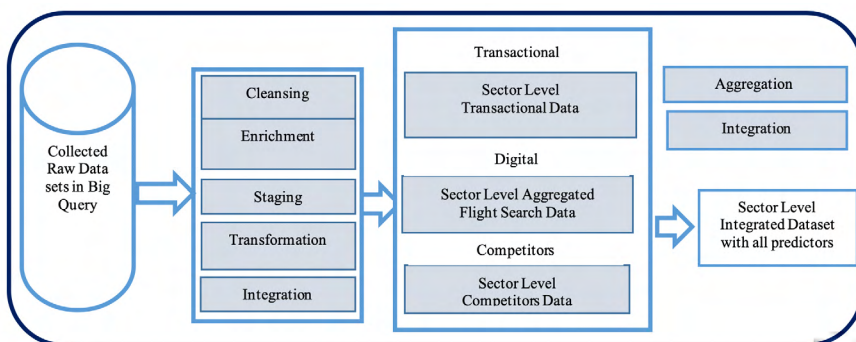 Collected
Raw Data
sets in Big
Query
Cleansing
Enrichment
Staging
Transformation
Integration
Transactional
Sector Level
Transactional Data
Digital
Sector Level Aggregated
Flight Search Data
Competitors
Sector Level
Competitors Data
Aggregation
Integration
Sector Level
Integrated Dataset
with all predictors